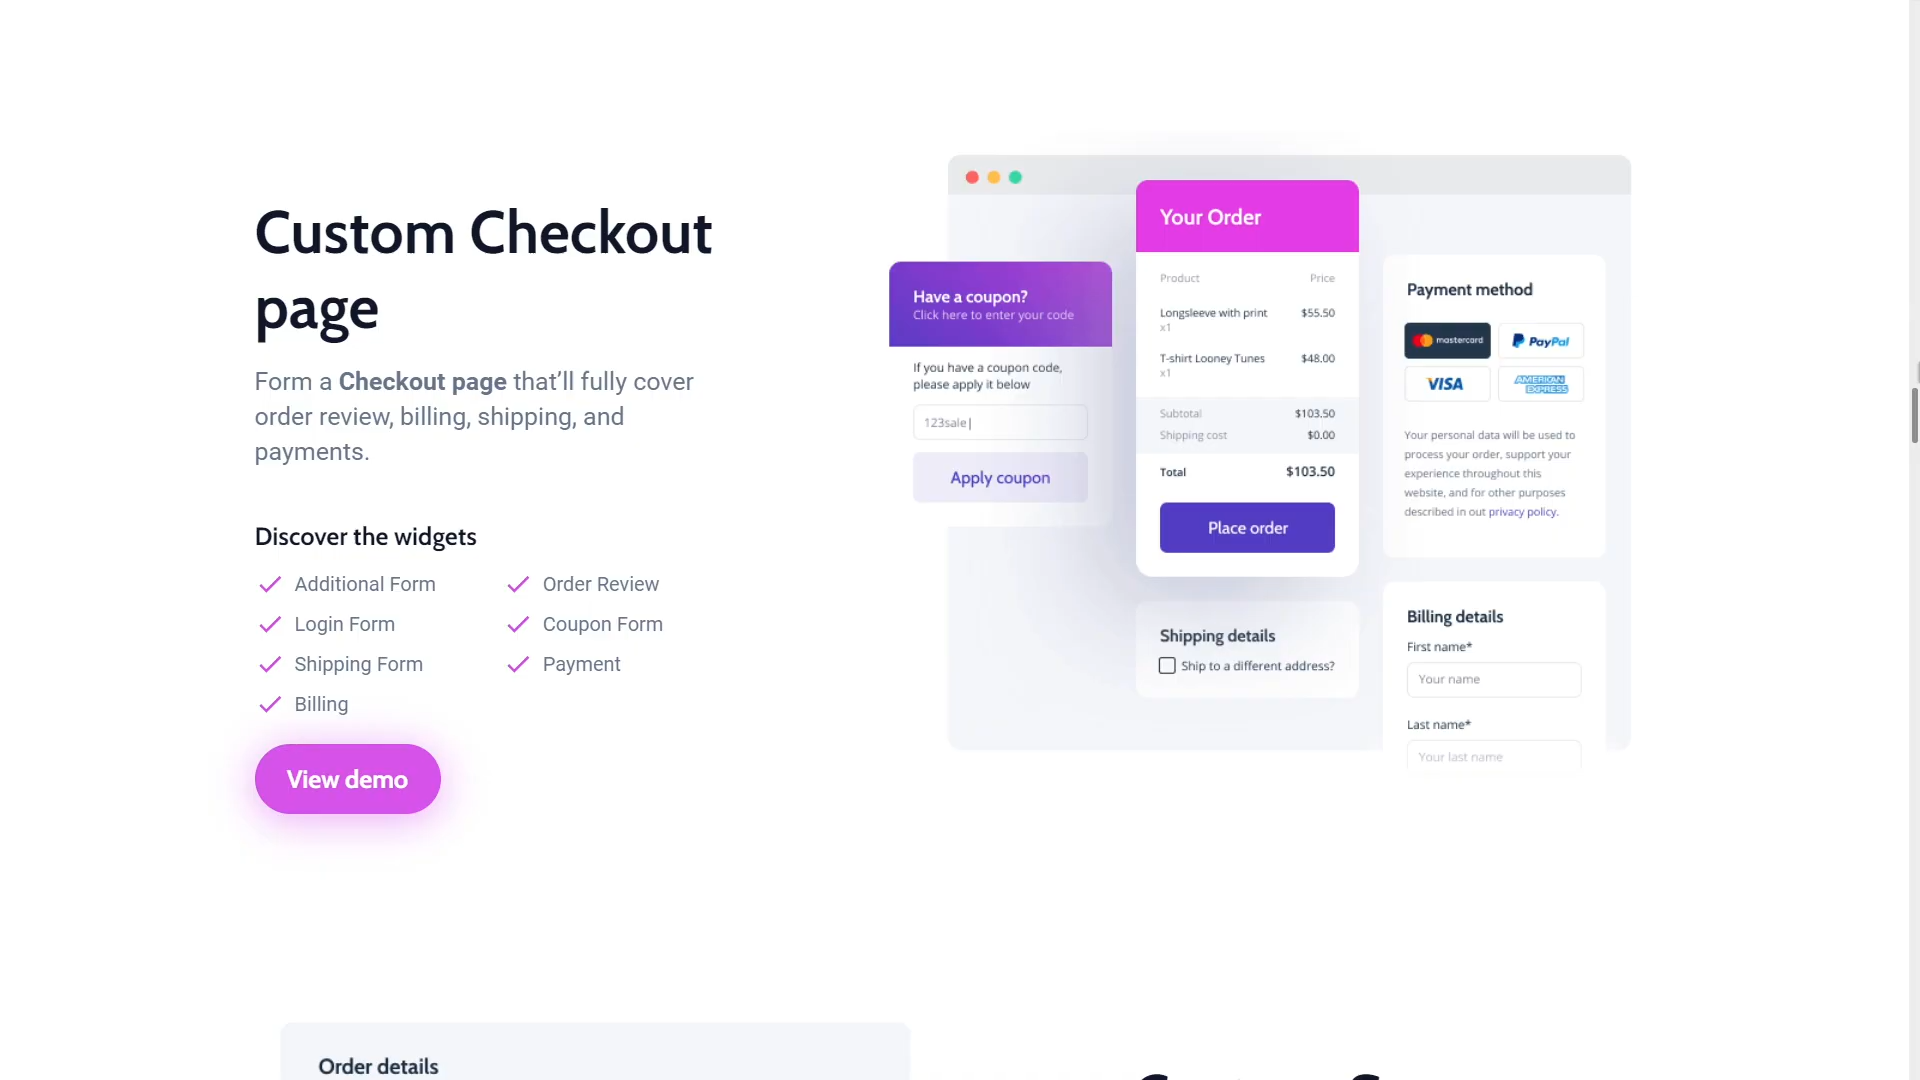 Custom Checkout
page
Form a Checkout page that’ll fully cover
order review, billing, shipping, and
payments.
Discover the widgets
Additional Form
Order Review
Login Form
Coupon Form
Shipping Form
Payment
Billing
View demo
Have a coupon?
Click here to enter your code
If you have a coupon code,
please apply it below
123sale|
Apply coupon
Your Order
Product Price
Longsleeve with print $55.50
x1
T-shirt Looney Tunes $48.00
x1
Subtotal $103.50
Shipping cost $0.00
Total $103.50
Place order
Shipping details
Ship to a different address?
Payment method
mastercard
PayPal
VISA
AMERICAN
EXPRESS
Your personal data will be used to
process your order, support your
experience throughout this
website, and for other purposes
described in out privacy policy.
Billing details
First name*
Your name
Last name*
Your last name
Order details